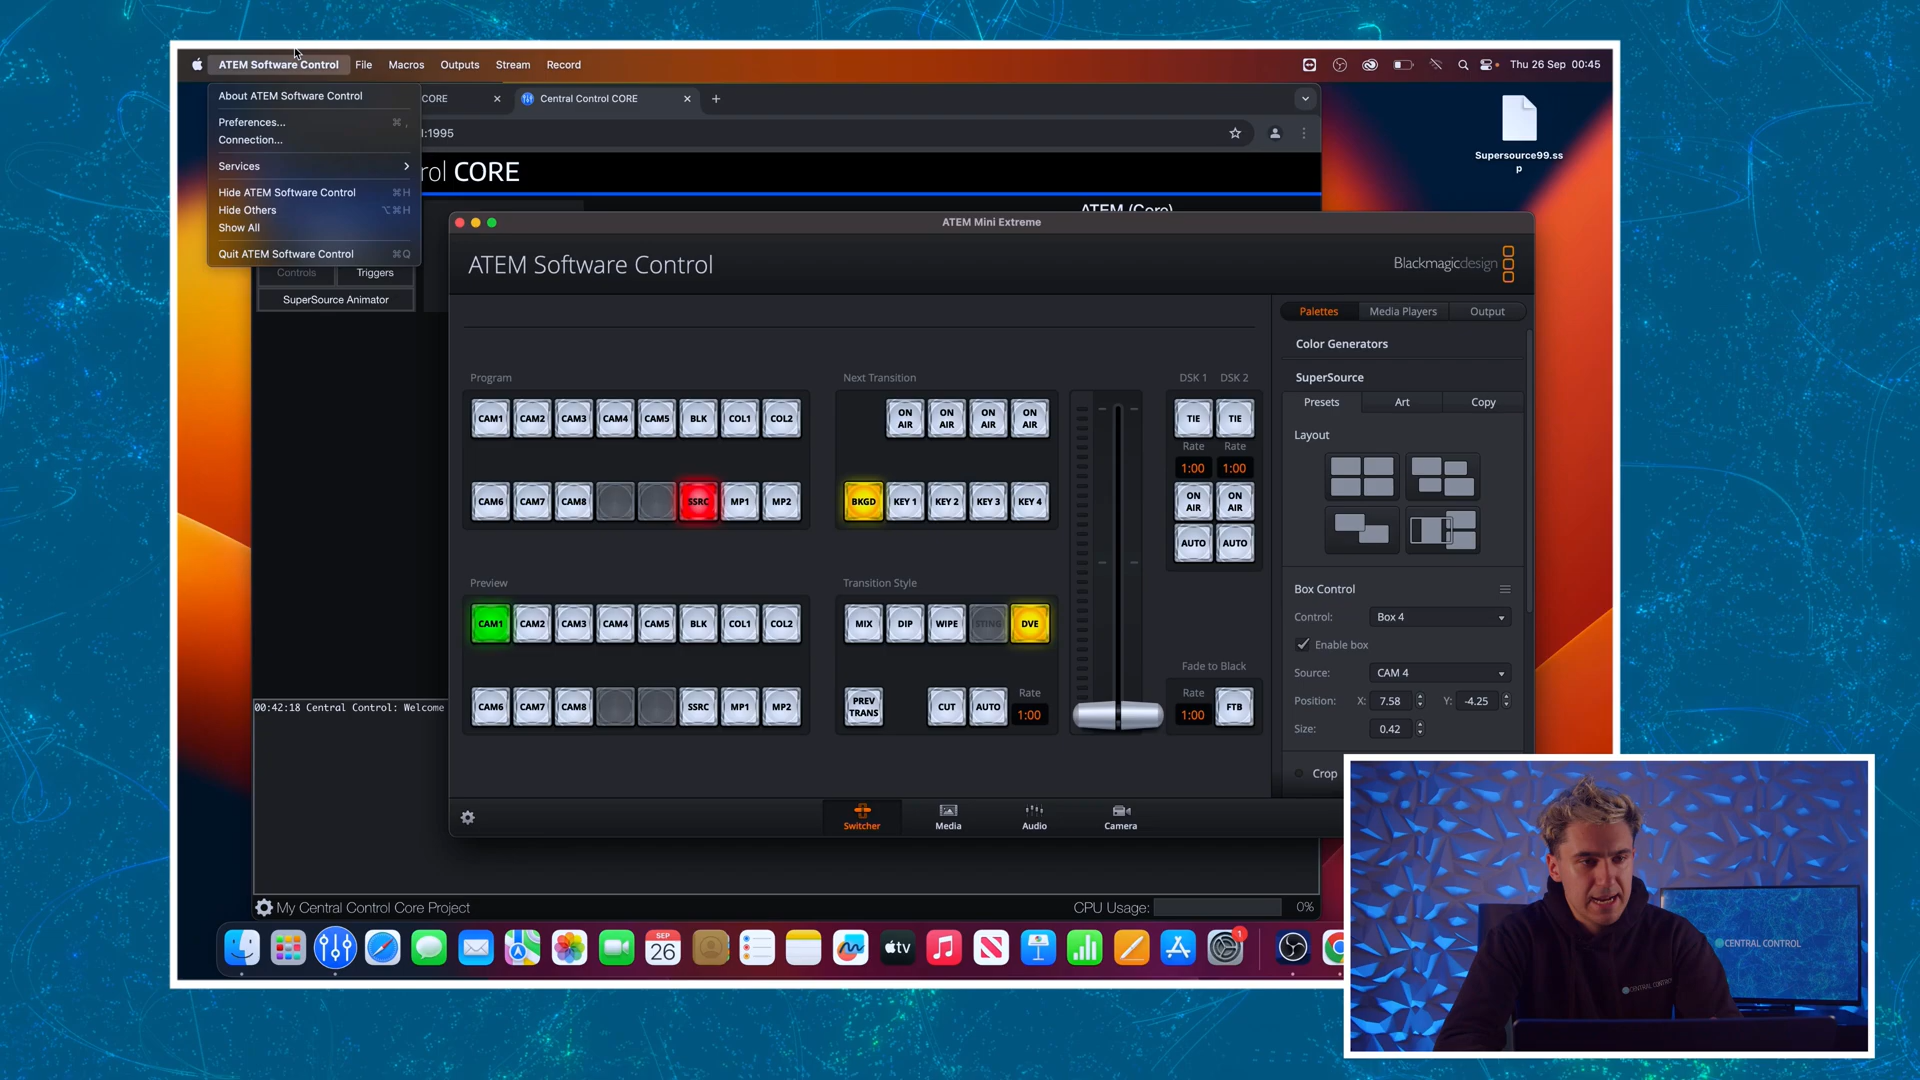 ATEM Software Control File Macros Outputs Stream Record Thu 26 Sep 00:45
About ATEM Software Control
Preferences... ⌘ ,
Connection...
Services
Hide ATEM Software Control ⌘H
Hide Others ⌥⌘H
Show All
Quit ATEM Software Control ⌘Q
CORE Central Control CORE
:1995
rol CORE
ATEM (Core)
Controls Triggers
SuperSource Animator
Supersource99.ss
p
ATEM Mini Extreme
ATEM Software Control
Blackmagicdesign
Palettes Media Players Output
Color Generators
SuperSource
Presets Art Copy
Layout
Program
CAM1 CAM2 CAM3 CAM4 CAM5 BLK COL1 COL2
CAM6 CAM7 CAM8 SSRC MP1 MP2
Next Transition
ON AIR ON AIR ON AIR ON AIR
BKGD KEY 1 KEY 2 KEY 3 KEY 4
DSK 1 DSK 2
TIE TIE
Rate Rate
1:00 1:00
ON AIR ON AIR
AUTO AUTO
Preview
CAM1 CAM2 CAM3 CAM4 CAM5 BLK COL1 COL2
CAM6 CAM7 CAM8 SSRC MP1 MP2
Transition Style
MIX DIP WIPE STING DVE
PREV TRANS CUT AUTO Rate 1:00
Fade to Black
Rate
1:00 FTB
Box Control
Control: Box 4
Enable box
Source: CAM 4
Position: X: 7.58 Y: -4.25
Size: 0.42
Crop
Switcher Media Audio Camera
00:42:18 Central Control: Welcome
My Central Control Core Project CPU Usage: 0%
SEP
26
tv
1
CENTRAL CONTROL
CENTRAL CONTROL